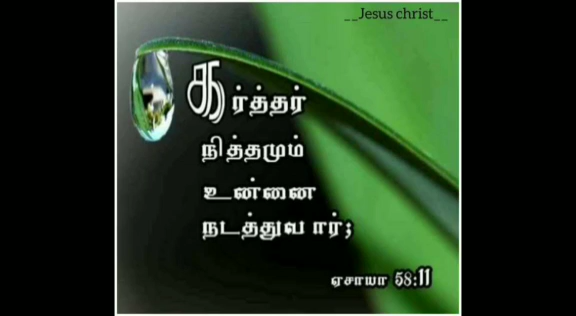 __Jesus christ__
கர்த்தர்
நித்தமும்
உன்னை
நடத்துவார்;
ஏசாயா 58:11